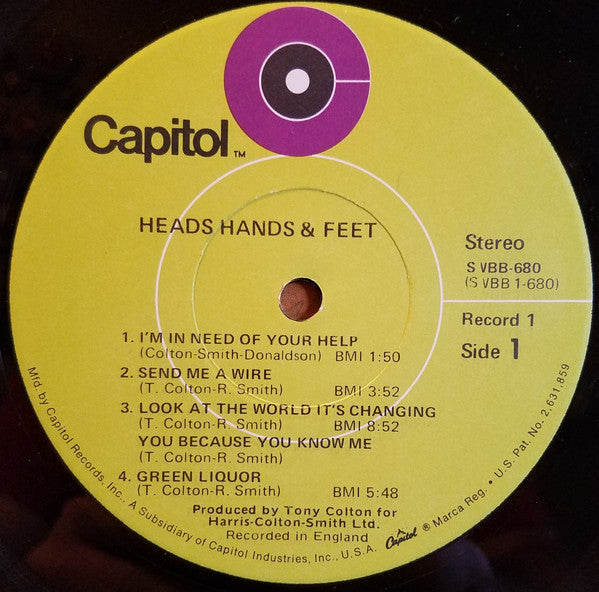 Capitol™
HEADS HANDS & FEET
Stereo
S VBB-680
(S VBB 1-680)
Record 1
Side 1
1. I'M IN NEED OF YOUR HELP
(Colton-Smith-Donaldson) BMI 1:50
2. SEND ME A WIRE
(T. Colton-R. Smith) BMI 3:52
3. LOOK AT THE WORLD IT'S CHANGING
(T. Colton-R. Smith) BMI 8:52
YOU BECAUSE YOU KNOW ME
(T. Colton-R. Smith)
4. GREEN LIQUOR
(T. Colton-R. Smith) BMI 5:48
Produced by Tony Colton for
Harris-Colton-Smith Ltd.
Recorded in England
Mfd. by Capitol Records, Inc., A Subsidiary of Capitol Industries, Inc., U.S.A. Capitol ® Marca Reg. • U.S. Pat. No. 2,631,859